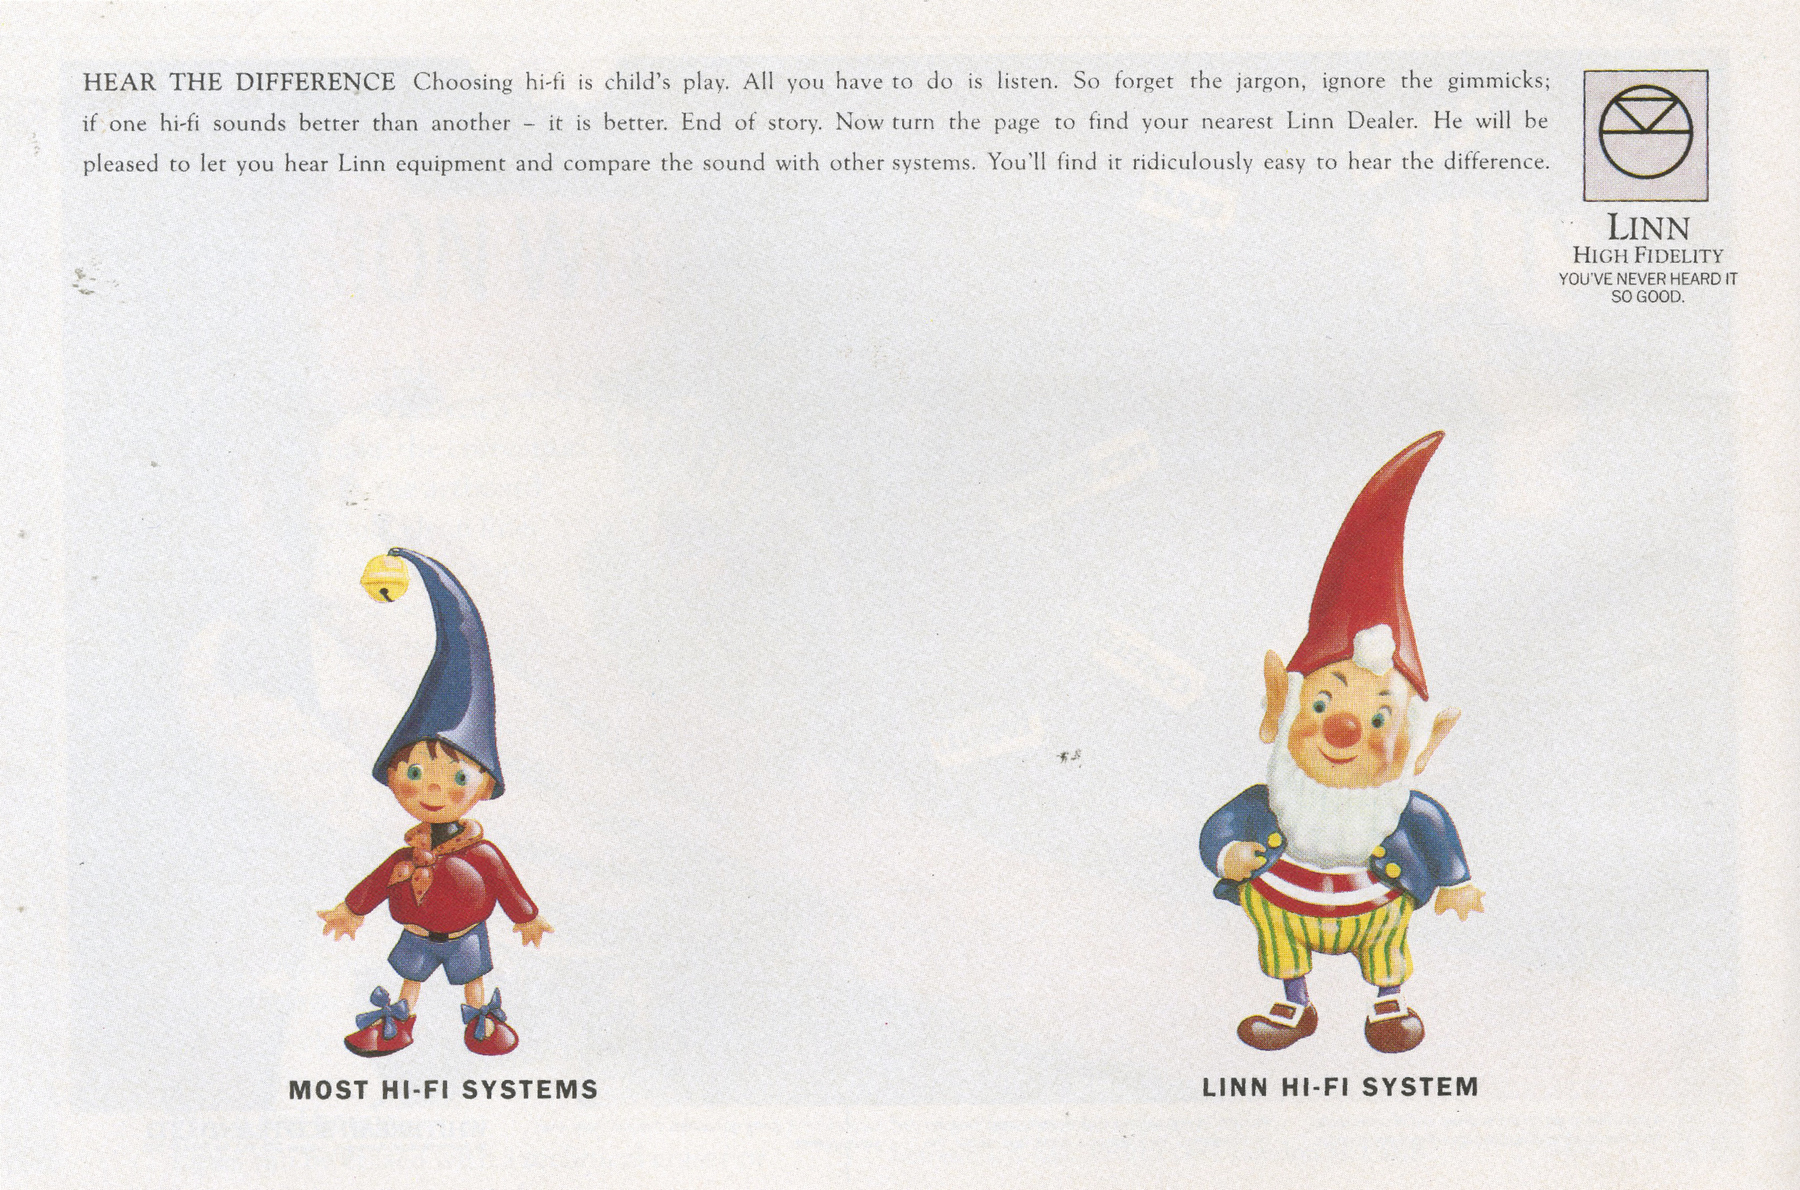 HEAR THE DIFFERENCE Choosing hi-fi is child's play. All you have to do is listen. So forget the jargon, ignore the gimmicks;
if one hi-fi sounds better than another – it is better. End of story. Now turn the page to find your nearest Linn Dealer. He will be
pleased to let you hear Linn equipment and compare the sound with other systems. You'll find it ridiculously easy to hear the difference.
LINN
HIGH FIDELITY
YOU'VE NEVER HEARD IT
SO GOOD.
MOST HI-FI SYSTEMS
LINN HI-FI SYSTEM